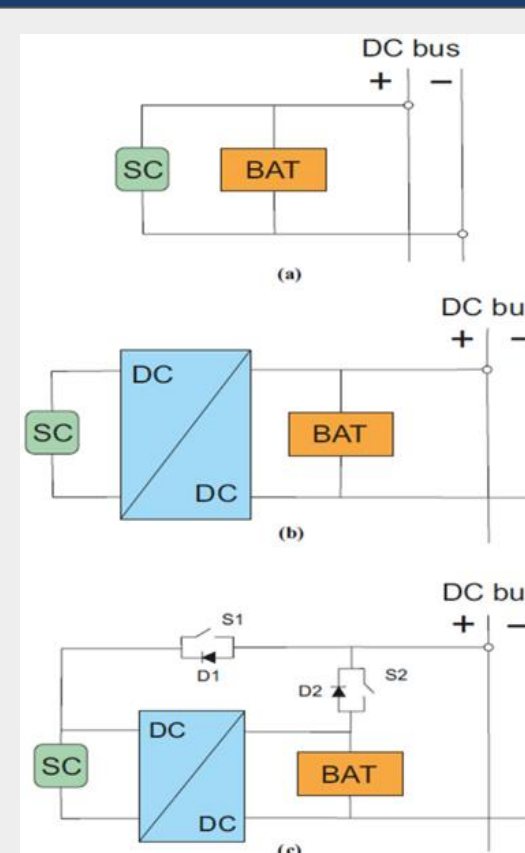 DC bus
+ −
SC
BAT
(a)
DC bu
+ −
DC
SC
BAT
DC
(b)
DC bu
+ −
S1
D1
D2
S2
DC
SC
BAT
DC
(c)